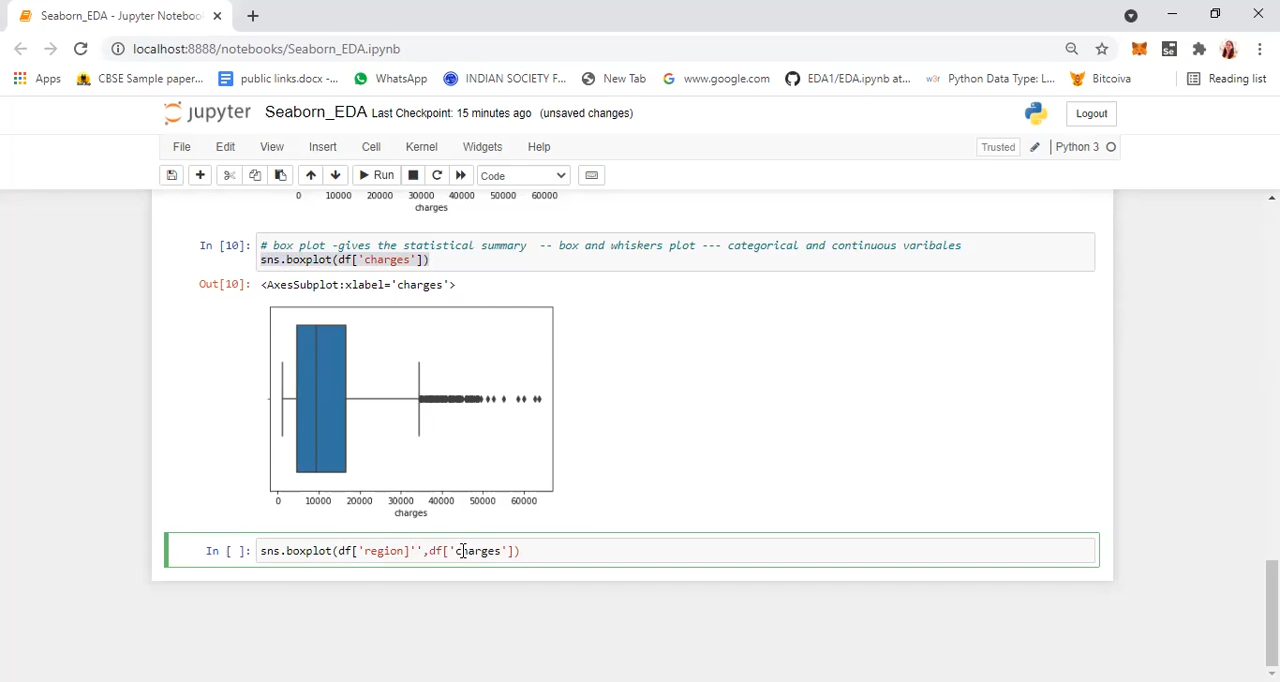 Seaborn_EDA - Jupyter Notebook
localhost:8888/notebooks/Seaborn_EDA.ipynb
Apps CBSE Sample paper... public links.docx -... WhatsApp INDIAN SOCIETY F... New Tab www.google.com EDA1/EDA.ipynb at... Python Data Type: L... Bitcoiva Reading list
jupyter Seaborn_EDA Last Checkpoint: 15 minutes ago (unsaved changes) Logout
File Edit View Insert Cell Kernel Widgets Help Trusted Python 3
Run Code
0 10000 20000 30000 40000 50000 60000
charges
In [10]: # box plot -gives the statistical summary -- box and whiskers plot --- categorical and continuous varibales
sns.boxplot(df['charges'])
Out[10]: <AxesSubplot:xlabel='charges'>
0 10000 20000 30000 40000 50000 60000
charges
In [ ]: sns.boxplot(df['region]'',df['charges'])